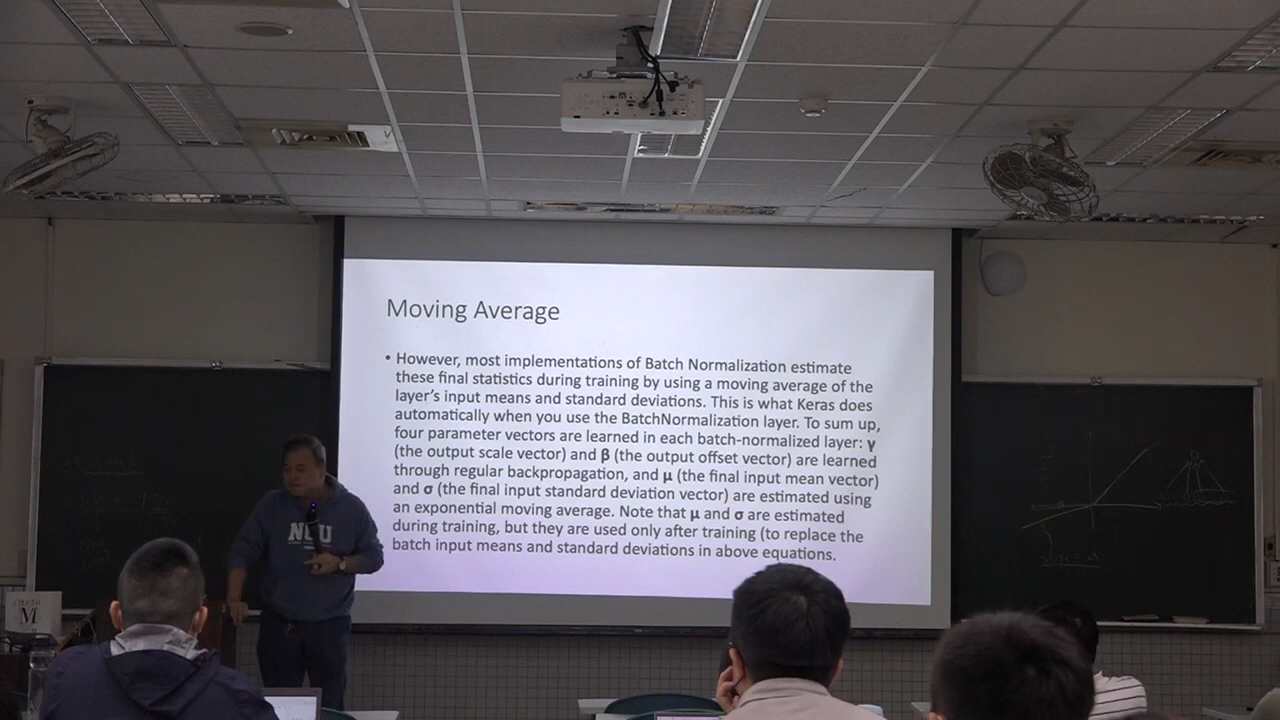 Moving Average
• However, most implementations of Batch Normalization estimate
these final statistics during training by using a moving average of the
layer's input means and standard deviations. This is what Keras does
automatically when you use the BatchNormalization layer. To sum up,
four parameter vectors are learned in each batch-normalized layer: γ
(the output scale vector) and β (the output offset vector) are learned
through regular backpropagation, and μ (the final input mean vector)
and σ (the final input standard deviation vector) are estimated using
an exponential moving average. Note that μ and σ are estimated
during training, but they are used only after training (to replace the
batch input means and standard deviations in above equations.
NCU
M